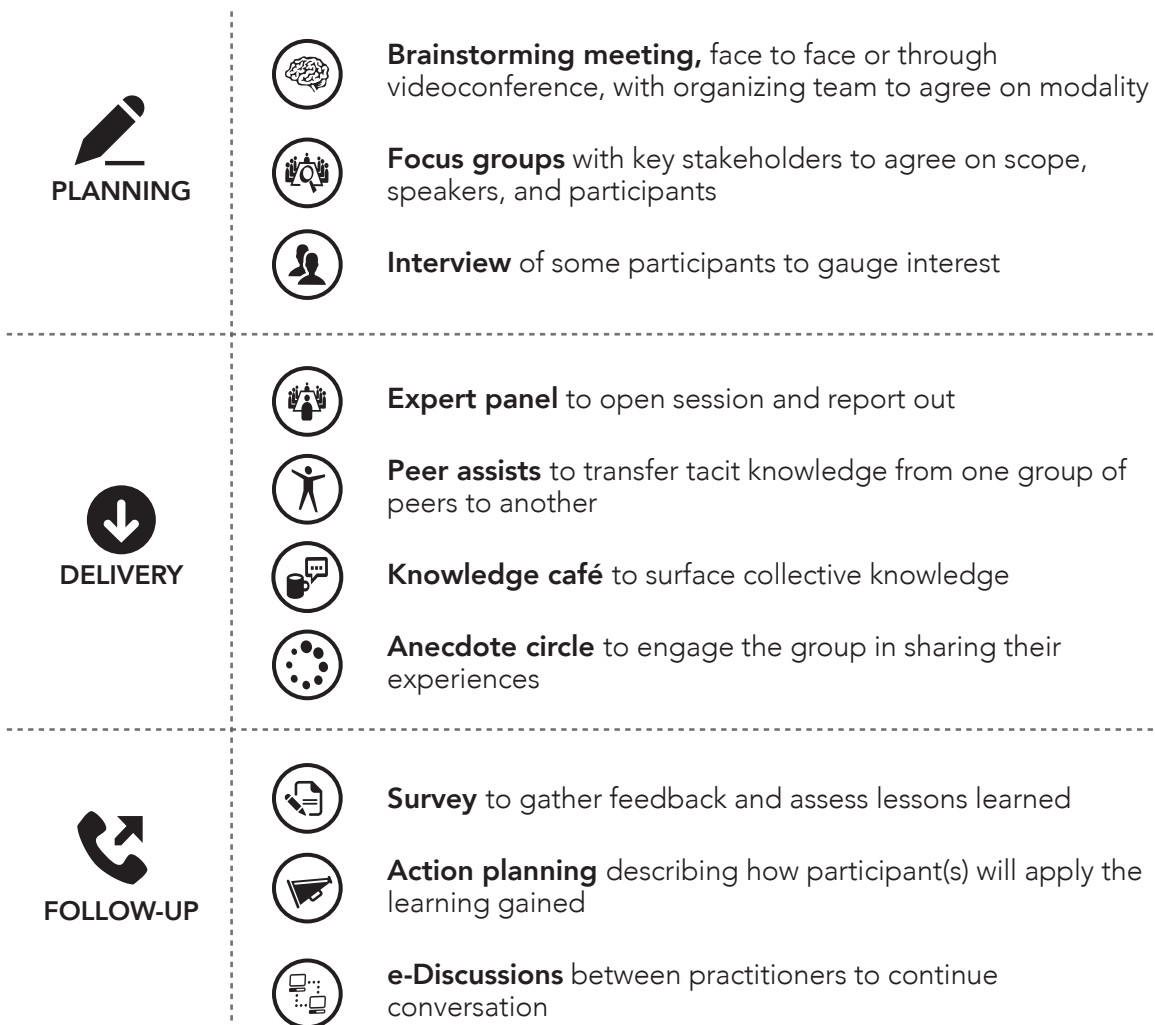 PLANNING
Brainstorming meeting, face to face or through
videoconference, with organizing team to agree on modality
Focus groups with key stakeholders to agree on scope,
speakers, and participants
Interview of some participants to gauge interest
DELIVERY
Expert panel to open session and report out
Peer assists to transfer tacit knowledge from one group of
peers to another
Knowledge café to surface collective knowledge
Anecdote circle to engage the group in sharing their
experiences
FOLLOW-UP
Survey to gather feedback and assess lessons learned
Action planning describing how participant(s) will apply the
learning gained
e-Discussions between practitioners to continue
conversation